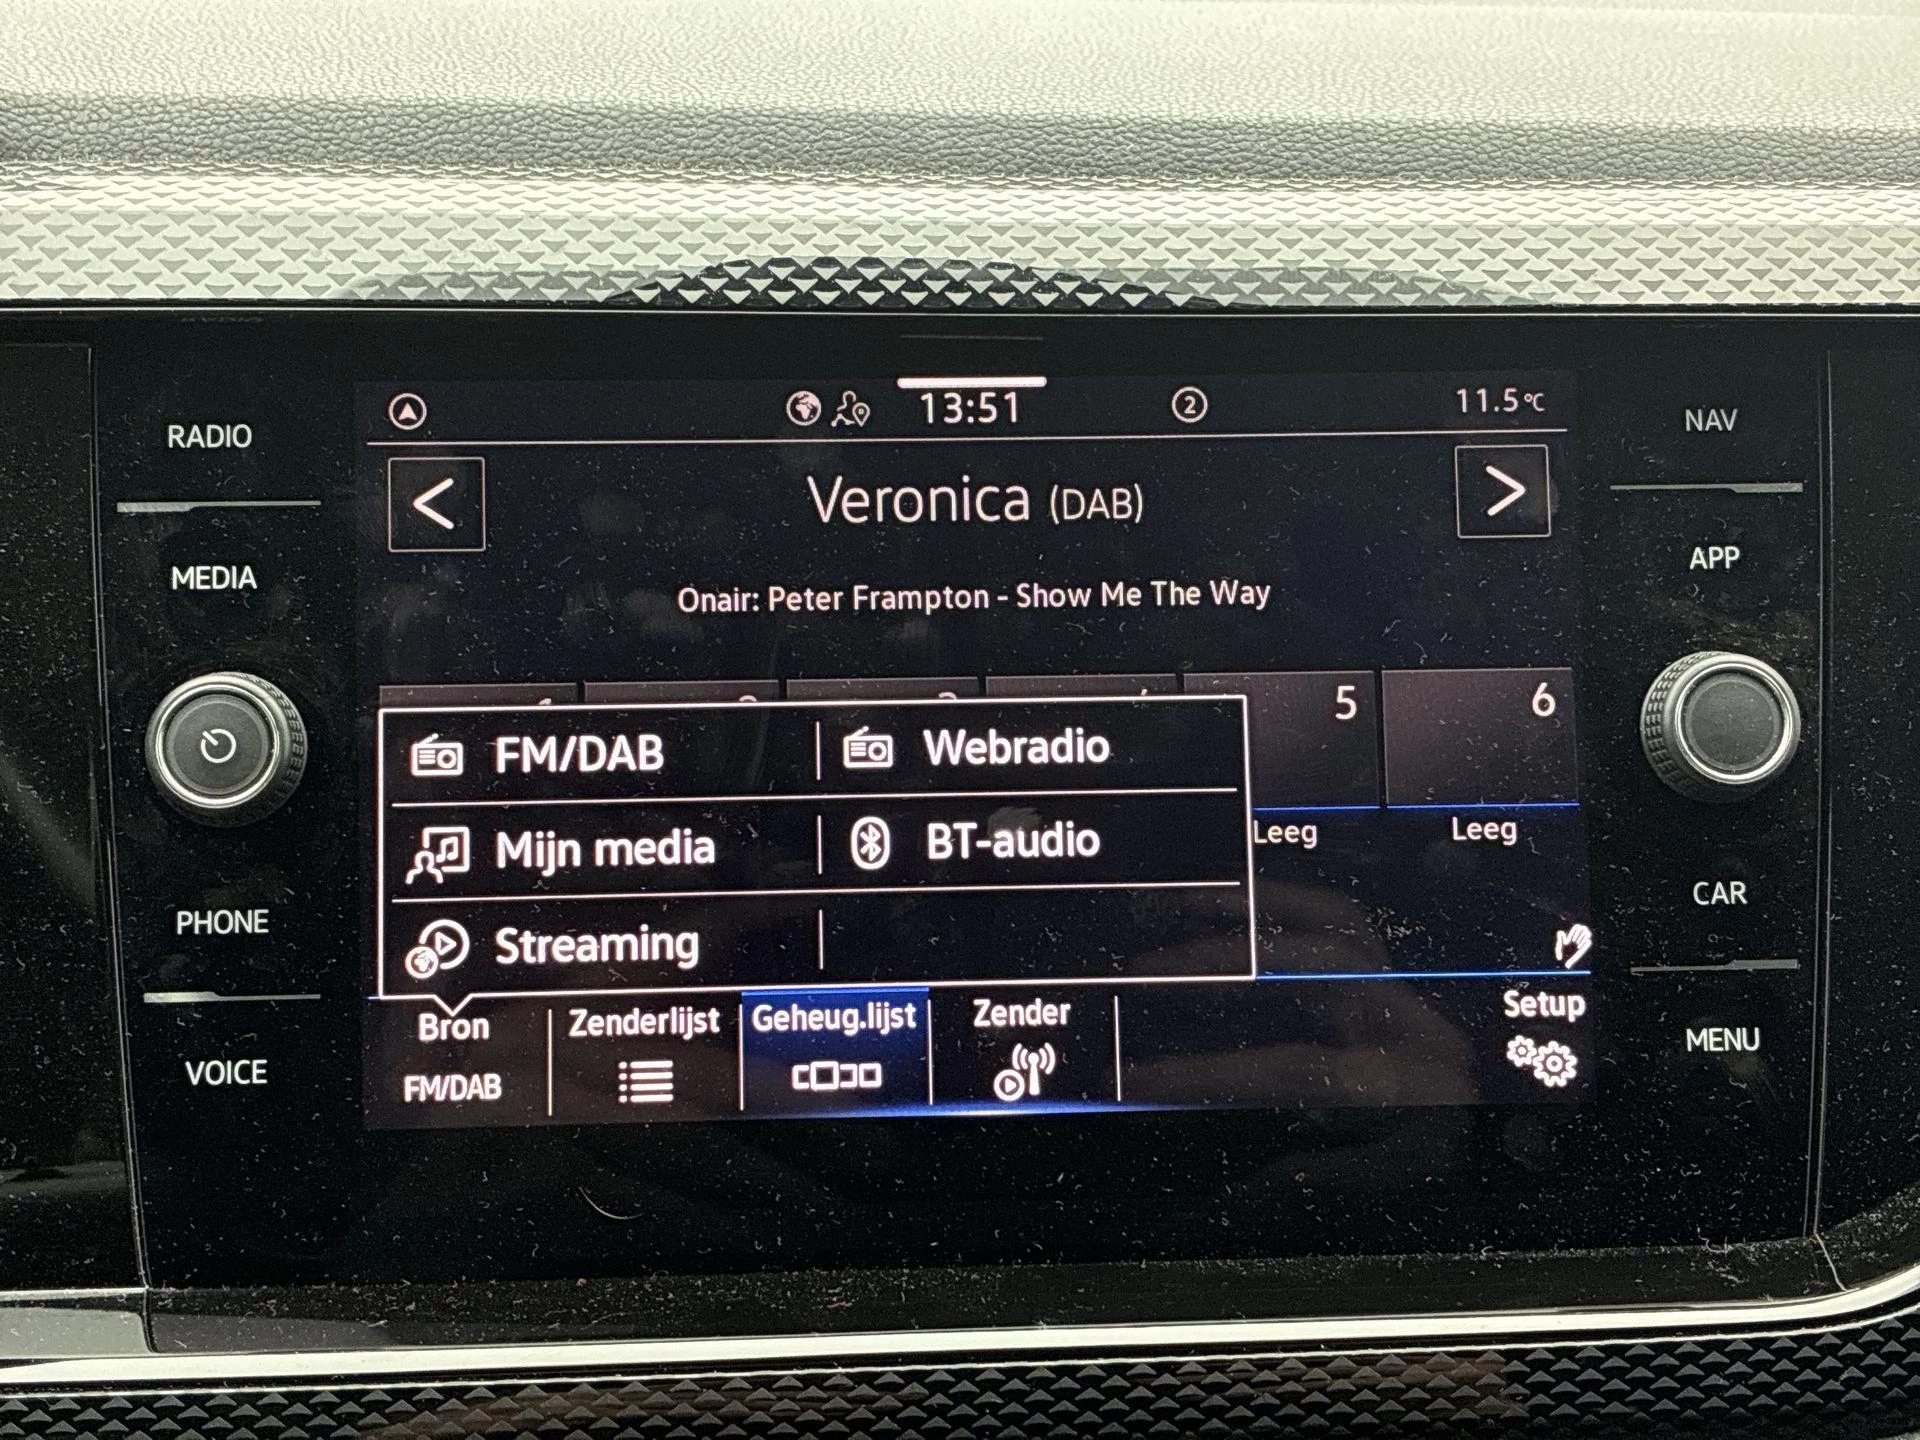 13:51
2
11.5°C
RADIO
MEDIA
PHONE
VOICE
NAV
APP
CAR
MENU
<
Veronica (DAB)
>
Onair: Peter Frampton - Show Me The Way
5
6
Leeg
Leeg
FM/DAB
Webradio
Mijn media
BT-audio
Streaming
Bron
FM/DAB
Zenderlijst
Geheug.lijst
Zender
Setup